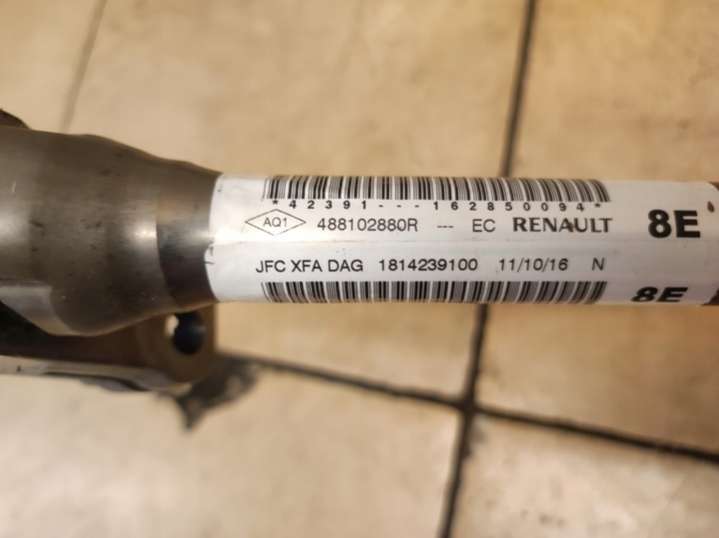 *42391---162850094*
AQ1 488102880R --- EC RENAULT 8E
JFC XFA DAG 1814239100 11/10/16 N
8E